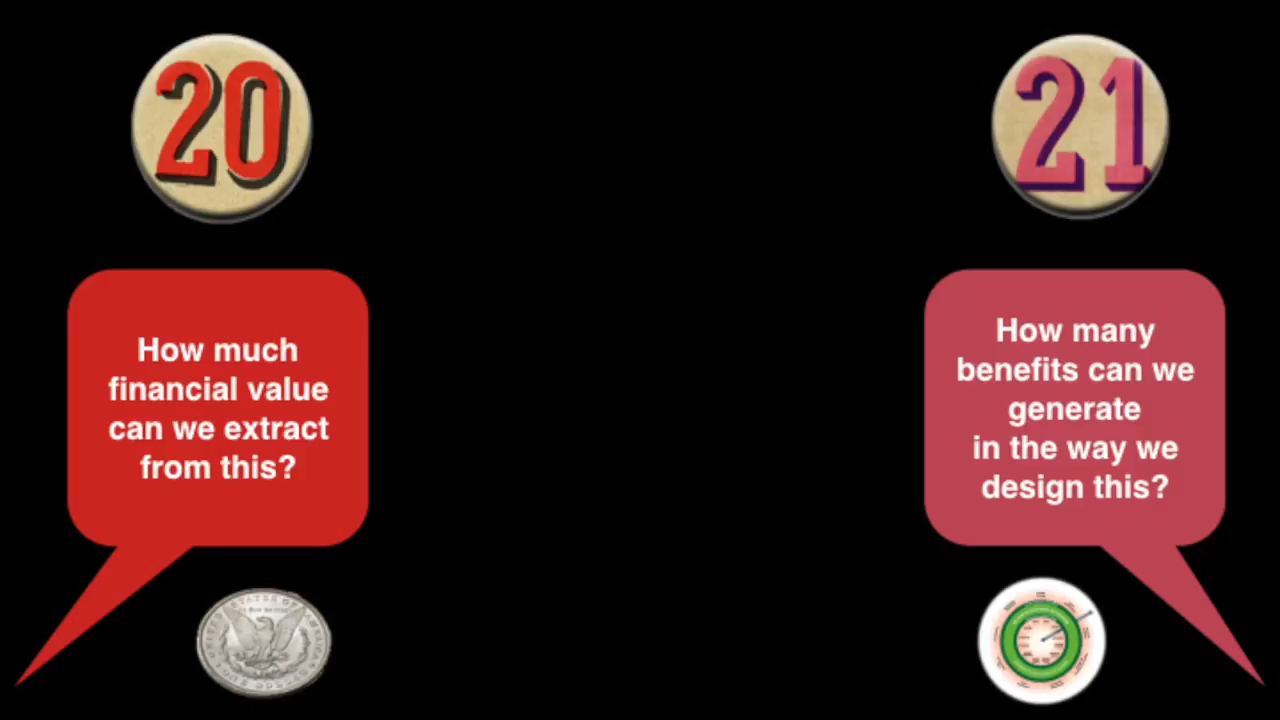 20
21
How much
financial value
can we extract
from this?
How many
benefits can we
generate
in the way we
design this?